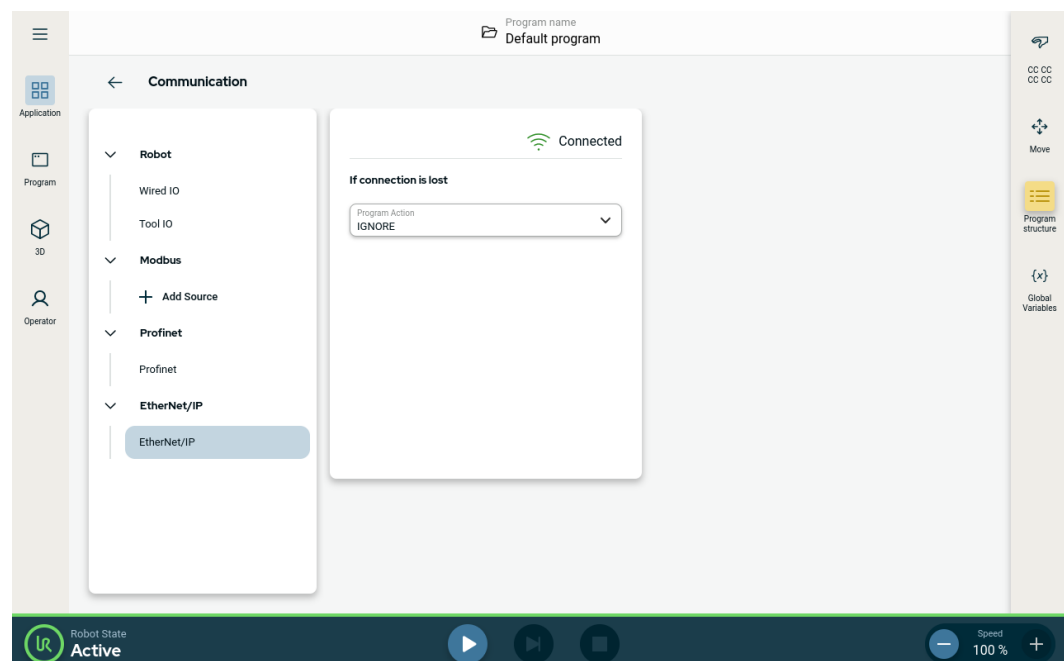 Program name
Default program
Application
Program
3D
Operator
Communication
Robot
Wired IO
Tool IO
Modbus
Add Source
Profinet
Profinet
EtherNet/IP
EtherNet/IP
Connected
If connection is lost
Program Action
IGNORE
CC CC
CC CC
Move
Program
structure
{x}
Global
Variables
UR
Robot State
Active
Speed
100 %